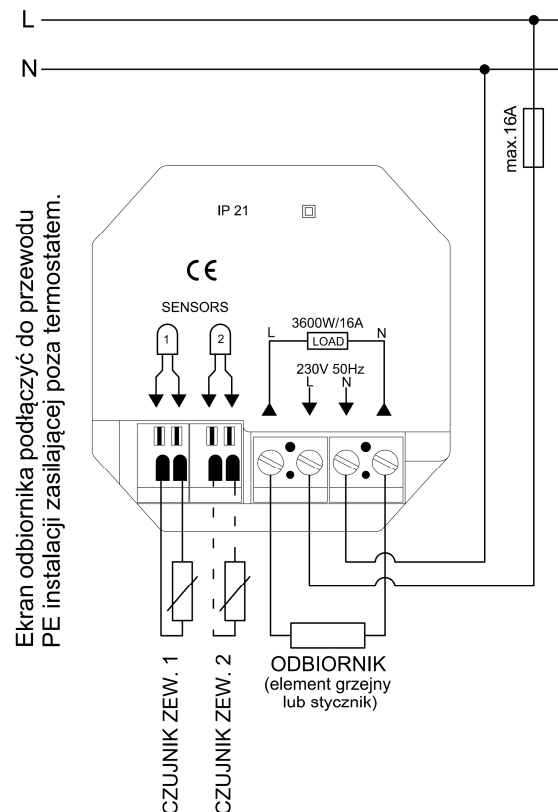 L
N
max.16A
Ekran odbiornika podłączyć do przewodu
PE instalacji zasilającej poza termostatem.
IP 21
CE
SENSORS
1
2
3600W/16A
L
LOAD
N
230V 50Hz
L
N
ODBIORNIK
(element grzejny
lub stycznik)
CZUJNIK ZEW. 1
CZUJNIK ZEW. 2